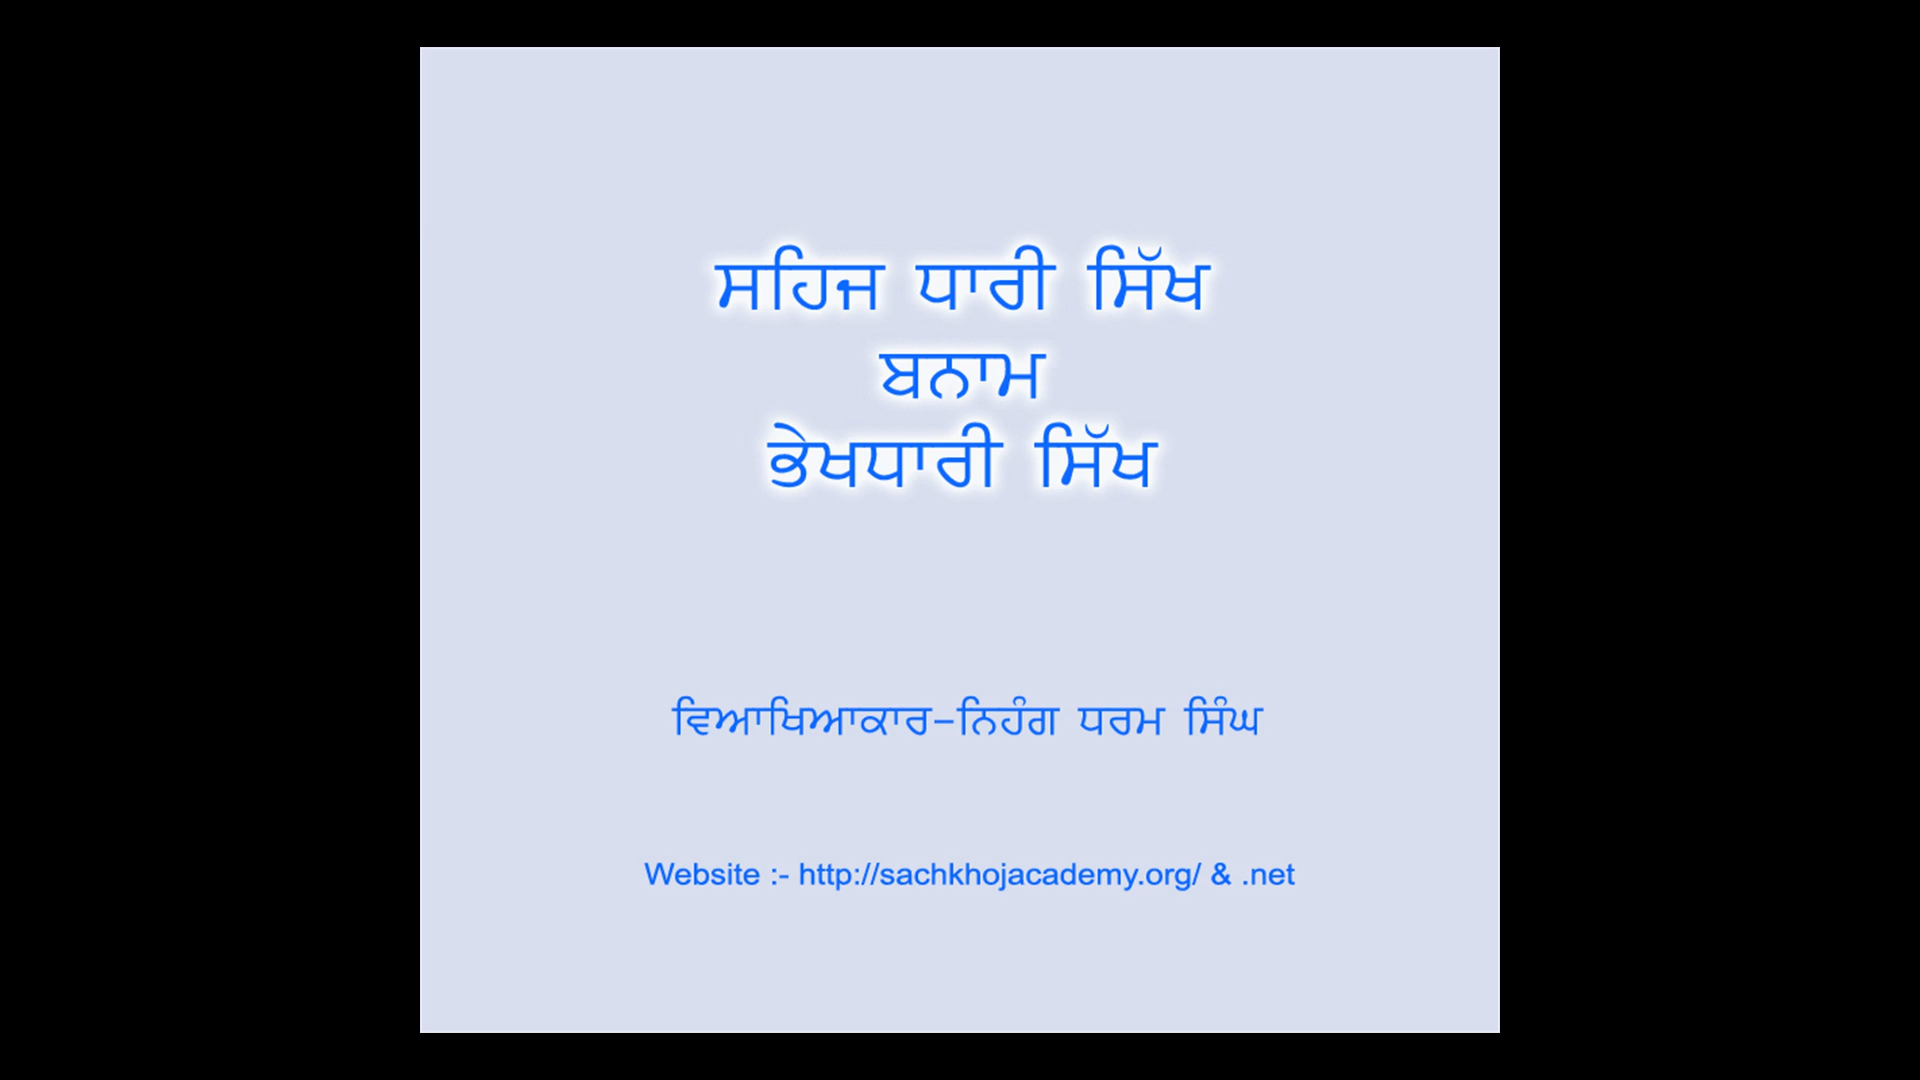 ਸਹਿਜ ਧਾਰੀ ਸਿੱਖ
ਬਨਾਮ
ਭੇਖਧਾਰੀ ਸਿੱਖ
ਵਿਆਖਿਆਕਾਰ-ਨਿਹੰਗ ਧਰਮ ਸਿੰਘ
Website :- http://sachkhojacademy.org/ & .net